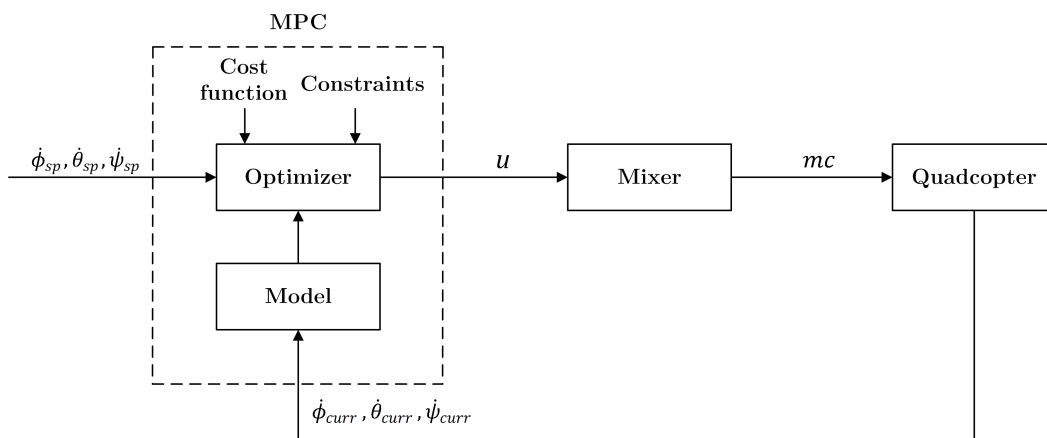 MPC
Cost
function
Constraints
ϕ̇sp, θ̇sp, ψ̇sp
Optimizer
u
Mixer
mc
Quadcopter
Model
ϕ̇curr, θ̇curr, ψ̇curr